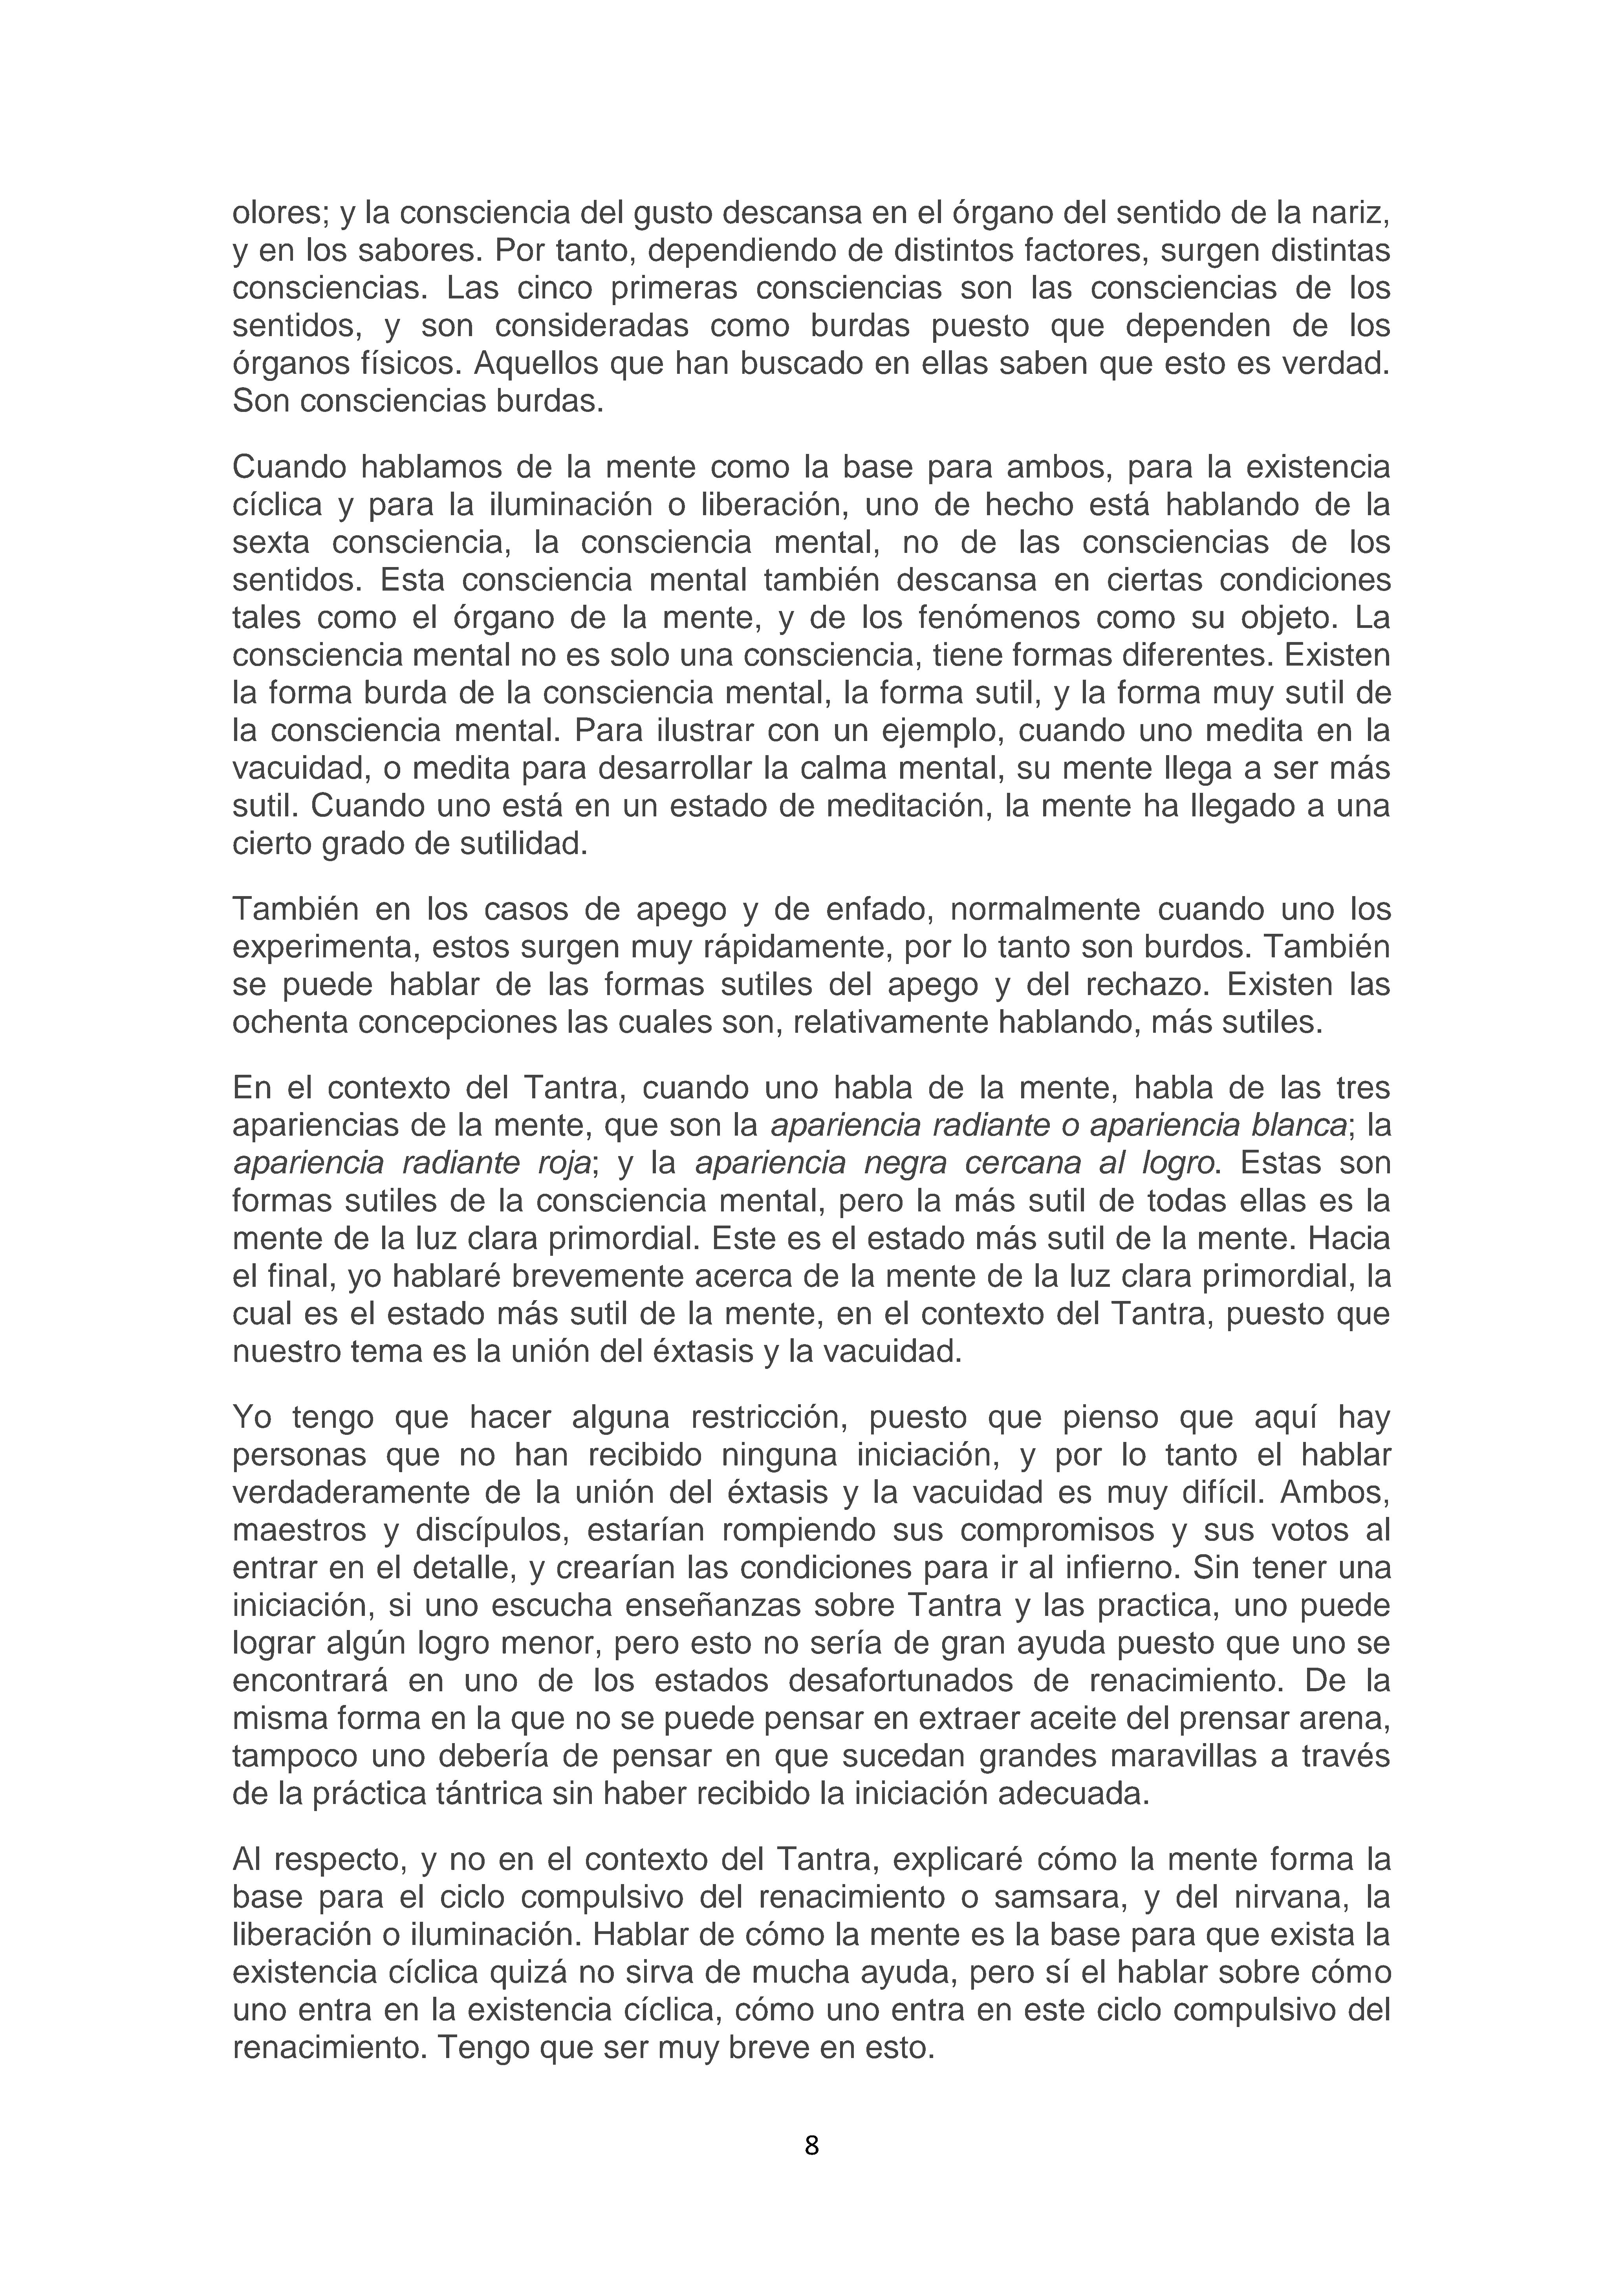 olores; y la consciencia del gusto descansa en el órgano del sentido de la nariz,
y en los sabores. Por tanto, dependiendo de distintos factores, surgen distintas
consciencias. Las cinco primeras consciencias son las consciencias de los
sentidos, y son consideradas como burdas puesto que dependen de los
órganos físicos. Aquellos que han buscado en ellas saben que esto es verdad.
Son consciencias burdas.
Cuando hablamos de la mente como la base para ambos, para la existencia
cíclica y para la iluminación o liberación, uno de hecho está hablando de la
sexta consciencia, la consciencia mental, no de las consciencias de los
sentidos. Esta consciencia mental también descansa en ciertas condiciones
tales como el órgano de la mente, y de los fenómenos como su objeto. La
consciencia mental no es solo una consciencia, tiene formas diferentes. Existen
la forma burda de la consciencia mental, la forma sutil, y la forma muy sutil de
la consciencia mental. Para ilustrar con un ejemplo, cuando uno medita en la
vacuidad, o medita para desarrollar la calma mental, su mente llega a ser más
sutil. Cuando uno está en un estado de meditación, la mente ha llegado a una
cierto grado de sutilidad.
También en los casos de apego y de enfado, normalmente cuando uno los
experimenta, estos surgen muy rápidamente, por lo tanto son burdos. También
se puede hablar de las formas sutiles del apego y del rechazo. Existen las
ochenta concepciones las cuales son, relativamente hablando, más sutiles.
En el contexto del Tantra, cuando uno habla de la mente, habla de las tres
apariencias de la mente, que son la apariencia radiante o apariencia blanca; la
apariencia radiante roja; y la apariencia negra cercana al logro. Estas son
formas sutiles de la consciencia mental, pero la más sutil de todas ellas es la
mente de la luz clara primordial. Este es el estado más sutil de la mente. Hacia
el final, yo hablaré brevemente acerca de la mente de la luz clara primordial, la
cual es el estado más sutil de la mente, en el contexto del Tantra, puesto que
nuestro tema es la unión del éxtasis y la vacuidad.
Yo tengo que hacer alguna restricción, puesto que pienso que aquí hay
personas que no han recibido ninguna iniciación, y por lo tanto el hablar
verdaderamente de la unión del éxtasis y la vacuidad es muy difícil. Ambos,
maestros y discípulos, estarían rompiendo sus compromisos y sus votos al
entrar en el detalle, y crearían las condiciones para ir al infierno. Sin tener una
iniciación, si uno escucha enseñanzas sobre Tantra y las practica, uno puede
lograr algún logro menor, pero esto no sería de gran ayuda puesto que uno se
encontrará en uno de los estados desafortunados de renacimiento. De la
misma forma en la que no se puede pensar en extraer aceite del prensar arena,
tampoco uno debería de pensar en que sucedan grandes maravillas a través
de la práctica tántrica sin haber recibido la iniciación adecuada.
Al respecto, y no en el contexto del Tantra, explicaré cómo la mente forma la
base para el ciclo compulsivo del renacimiento o samsara, y del nirvana, la
liberación o iluminación. Hablar de cómo la mente es la base para que exista la
existencia cíclica quizá no sirva de mucha ayuda, pero sí el hablar sobre cómo
uno entra en la existencia cíclica, cómo uno entra en este ciclo compulsivo del
renacimiento. Tengo que ser muy breve en esto.
8